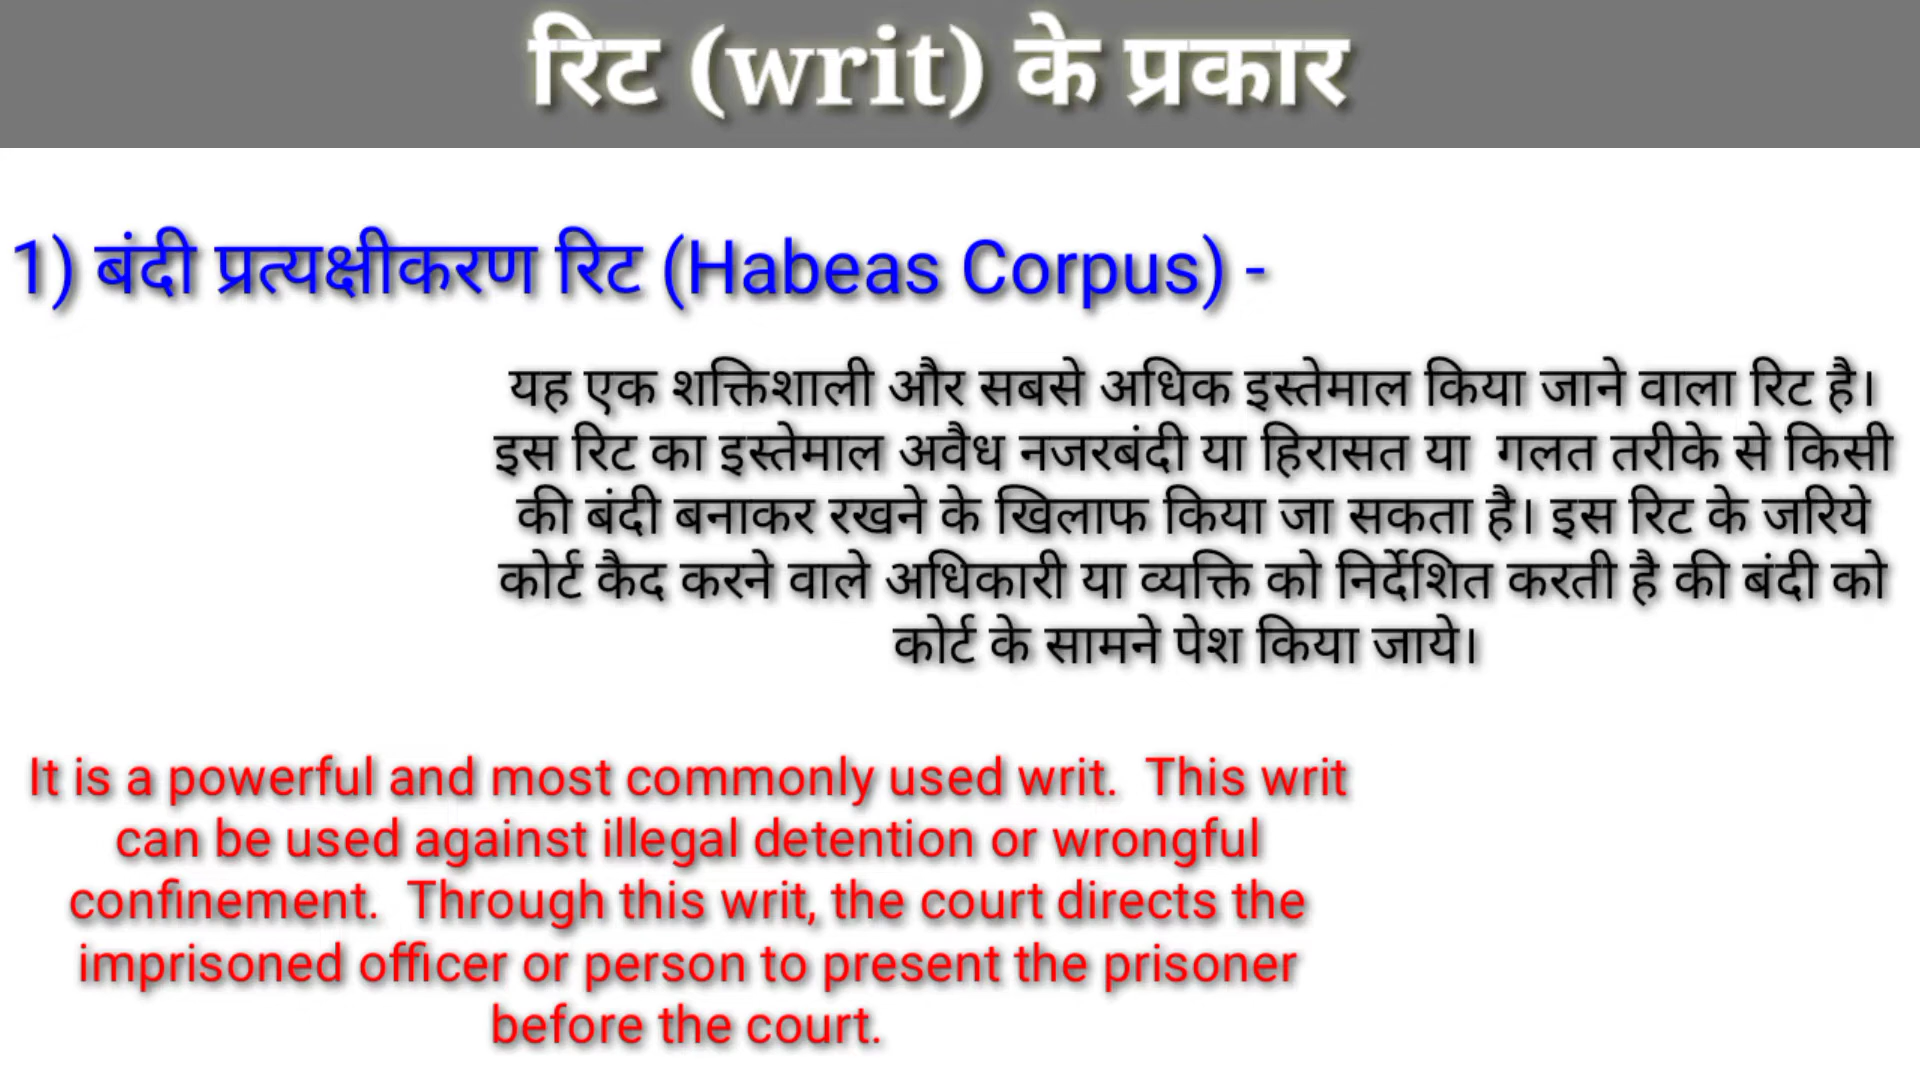 रिट (writ) के प्रकार
1) बंदी प्रत्यक्षीकरण रिट (Habeas Corpus) -
यह एक शक्तिशाली और सबसे अधिक इस्तेमाल किया जाने वाला रिट है।
इस रिट का इस्तेमाल अवैध नजरबंदी या हिरासत या गलत तरीके से किसी
की बंदी बनाकर रखने के खिलाफ किया जा सकता है। इस रिट के जरिये
कोर्ट कैद करने वाले अधिकारी या व्यक्ति को निर्देशित करती है की बंदी को
कोर्ट के सामने पेश किया जाये।
It is a powerful and most commonly used writ. This writ
can be used against illegal detention or wrongful
confinement. Through this writ, the court directs the
imprisoned officer or person to present the prisoner
before the court.